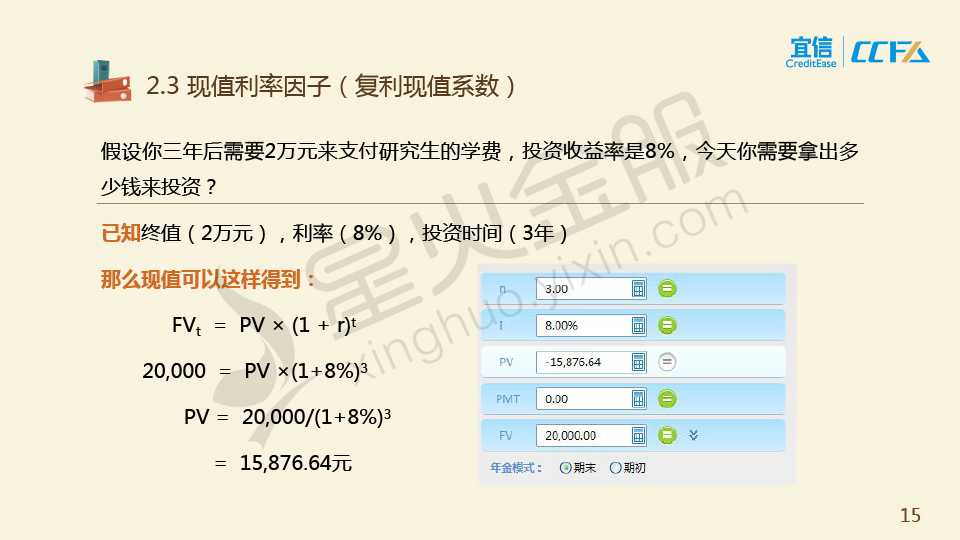 宜信
CreditEase
CCFA
2.3 现值利率因子（复利现值系数）
假设你三年后需要2万元来支付研究生的学费，投资收益率是8%，今天你需要拿出多
少钱来投资？
已知终值（2万元），利率（8%），投资时间（3年）
那么现值可以这样得到：
FVt = PV × (1 + r)t
20,000 = PV ×(1+8%)3
PV = 20,000/(1+8%)3
= 15,876.64元
n 3.00
I 8.00%
PV -15,876.64
PMT 0.00
FV 20,000.00
年金模式： 期末 期初
星火金服
xinghuo.yixin.com
15